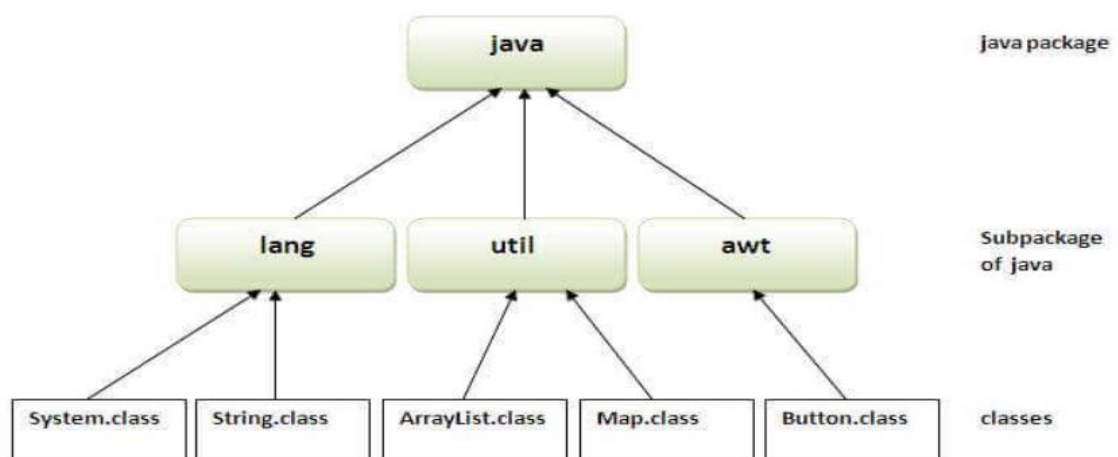 java
java package
lang
util
awt
Subpackage
of java
System.class
String.class
ArrayList.class
Map.class
Button.class
classes